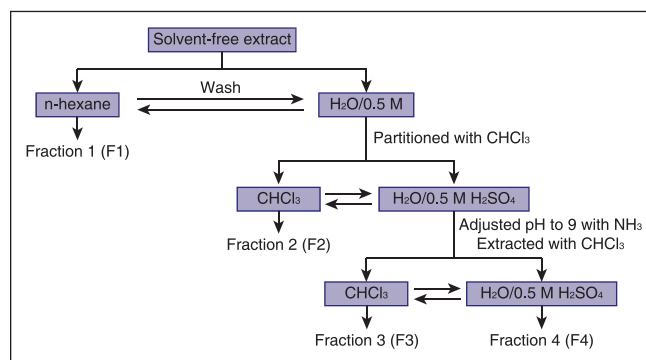 Solvent-free extract
Wash
n-hexane
H₂O/0.5 M
Fraction 1 (F1)
Partitioned with CHCl₃
CHCl₃
H₂O/0.5 M H₂SO₄
Fraction 2 (F2)
Adjusted pH to 9 with NH₃
Extracted with CHCl₃
CHCl₃
H₂O/0.5 M H₂SO₄
Fraction 3 (F3)
Fraction 4 (F4)